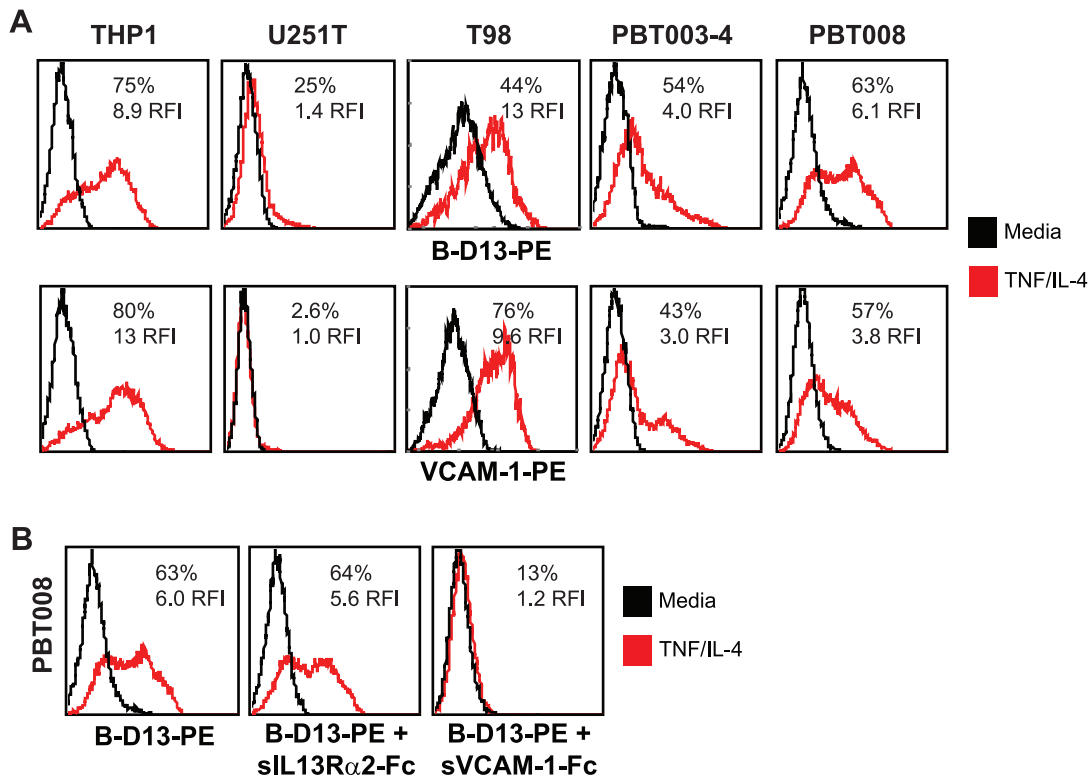 A
THP1
U251T
T98
PBT003-4
PBT008
75%
8.9 RFI
25%
1.4 RFI
44%
13 RFI
54%
4.0 RFI
63%
6.1 RFI
B-D13-PE
Media
TNF/IL-4
80%
13 RFI
2.6%
1.0 RFI
76%
9.6 RFI
43%
3.0 RFI
57%
3.8 RFI
VCAM-1-PE
B
PBT008
63%
6.0 RFI
64%
5.6 RFI
13%
1.2 RFI
Media
TNF/IL-4
B-D13-PE
B-D13-PE +
sIL13Rα2-Fc
B-D13-PE +
sVCAM-1-Fc